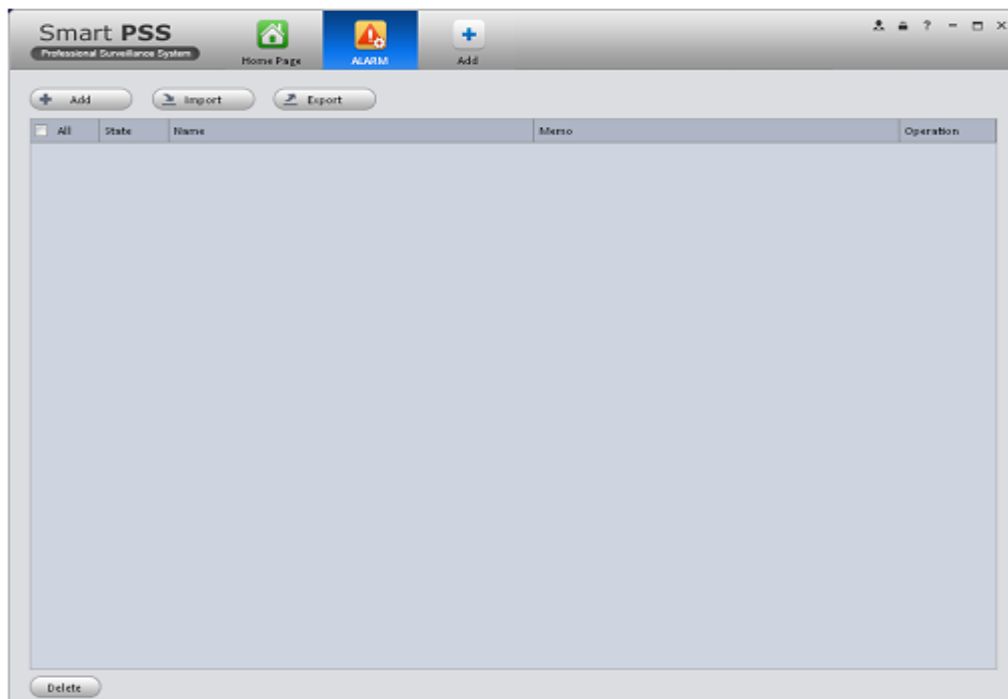 Smart PSS
Professional Surveillance System
Home Page
ALARM
Add
?
Add
Import
Export
All
State
Name
Memo
Operation
Delete